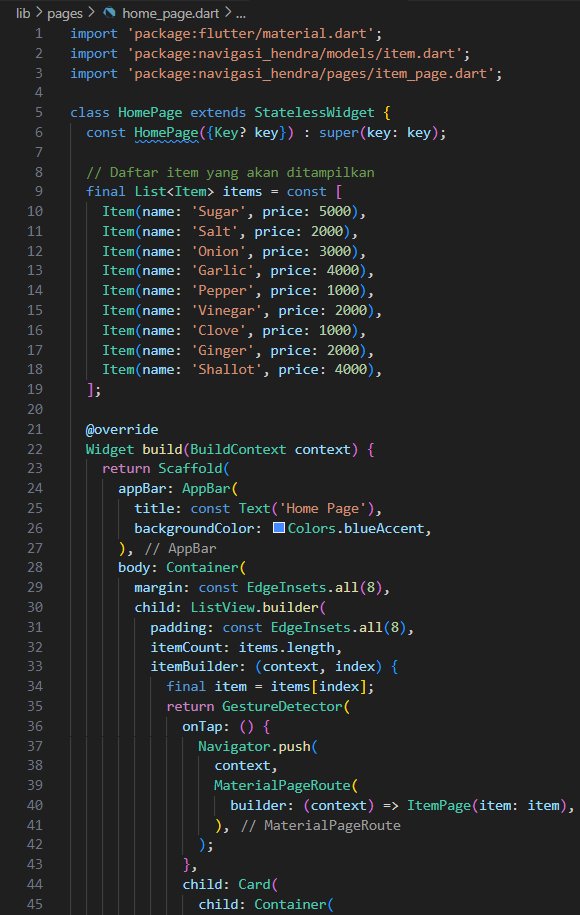 lib > pages > home_page.dart > ...
1 import 'package:flutter/material.dart';
2 import 'package:navigasi_hendra/models/item.dart';
3 import 'package:navigasi_hendra/pages/item_page.dart';
4
5 class HomePage extends StatelessWidget {
6   const HomePage({Key? key}) : super(key: key);
7
8   // Daftar item yang akan ditampilkan
9   final List<Item> items = const [
10     Item(name: 'Sugar', price: 5000),
11     Item(name: 'Salt', price: 2000),
12     Item(name: 'Onion', price: 3000),
13     Item(name: 'Garlic', price: 4000),
14     Item(name: 'Pepper', price: 1000),
15     Item(name: 'Vinegar', price: 2000),
16     Item(name: 'Clove', price: 1000),
17     Item(name: 'Ginger', price: 2000),
18     Item(name: 'Shallot', price: 4000),
19   ];
20
21   @override
22   Widget build(BuildContext context) {
23     return Scaffold(
24       appBar: AppBar(
25         title: const Text('Home Page'),
26         backgroundColor: Colors.blueAccent,
27       ), // AppBar
28       body: Container(
29         margin: const EdgeInsets.all(8),
30         child: ListView.builder(
31           padding: const EdgeInsets.all(8),
32           itemCount: items.length,
33           itemBuilder: (context, index) {
34             final item = items[index];
35             return GestureDetector(
36               onTap: () {
37                 Navigator.push(
38                   context,
39                   MaterialPageRoute(
40                     builder: (context) => ItemPage(item: item),
41                   ), // MaterialPageRoute
42                 );
43               },
44               child: Card(
45                 child: Container(